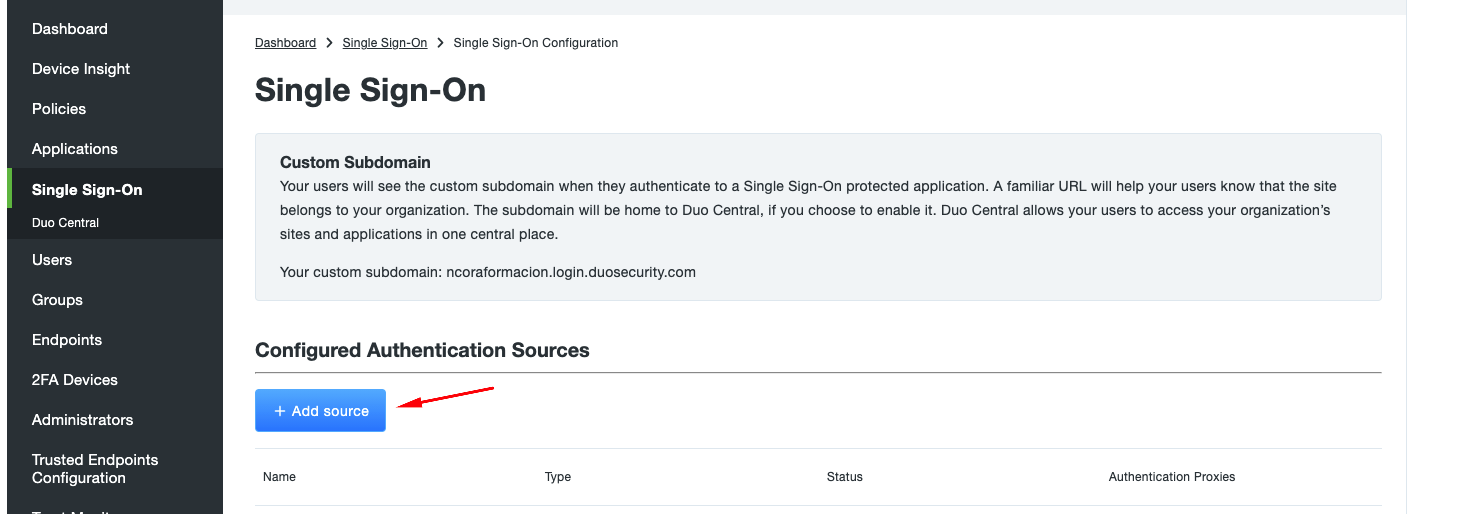 Dashboard
Device Insight
Policies
Applications
Single Sign-On
Duo Central
Users
Groups
Endpoints
2FA Devices
Administrators
Trusted Endpoints
Configuration
Dashboard > Single Sign-On > Single Sign-On Configuration
Single Sign-On
Custom Subdomain
Your users will see the custom subdomain when they authenticate to a Single Sign-On protected application. A familiar URL will help your users know that the site
belongs to your organization. The subdomain will be home to Duo Central, if you choose to enable it. Duo Central allows your users to access your organization's
sites and applications in one central place.
Your custom subdomain: ncoraformacion.login.duosecurity.com
Configured Authentication Sources
+ Add source
Name Type Status Authentication Proxies